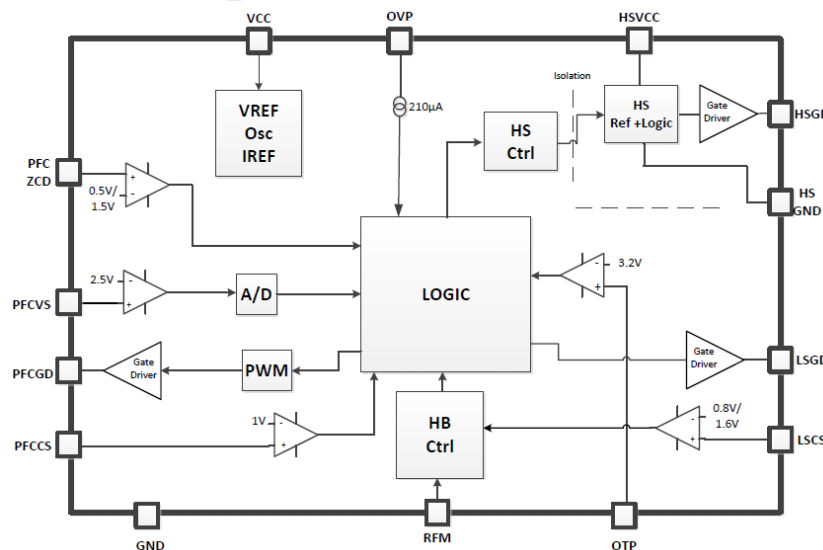 VCC
OVP
HSVCC
Isolation
VREF
Osc
IREF
210µA
HS
Ctrl
HS
Ref +Logic
Gate
Driver
HSGD
PFC
ZCD
+
0.5V/
1.5V
-
HS
GND
LOGIC
-
3.2V
+
2.5V
-
+
A/D
PFCVS
PFCGD
Gate
Driver
PWM
Gate
Driver
LSGD
1V
-
+
PFCCS
HB
Ctrl
0.8V/
1.6V
-
+
LSCS
GND
RFM
OTP